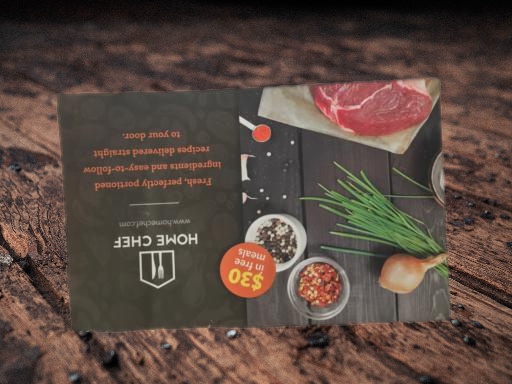 HOME CHEF
www.homechef.com
Fresh, perfectly portioned
ingredients and easy-to-follow
recipes delivered straight
to your door.
$30
in free
meals